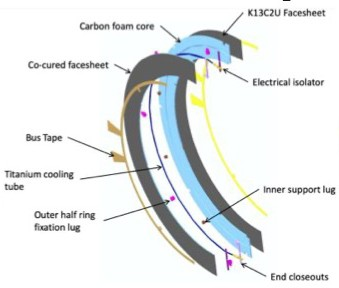 K13C2U Facesheet
Carbon foam core
Co-cured facesheet
Electrical isolator
Bus Tape
Titanium cooling
tube
Inner support lug
Outer half ring
fixation lug
End closeouts